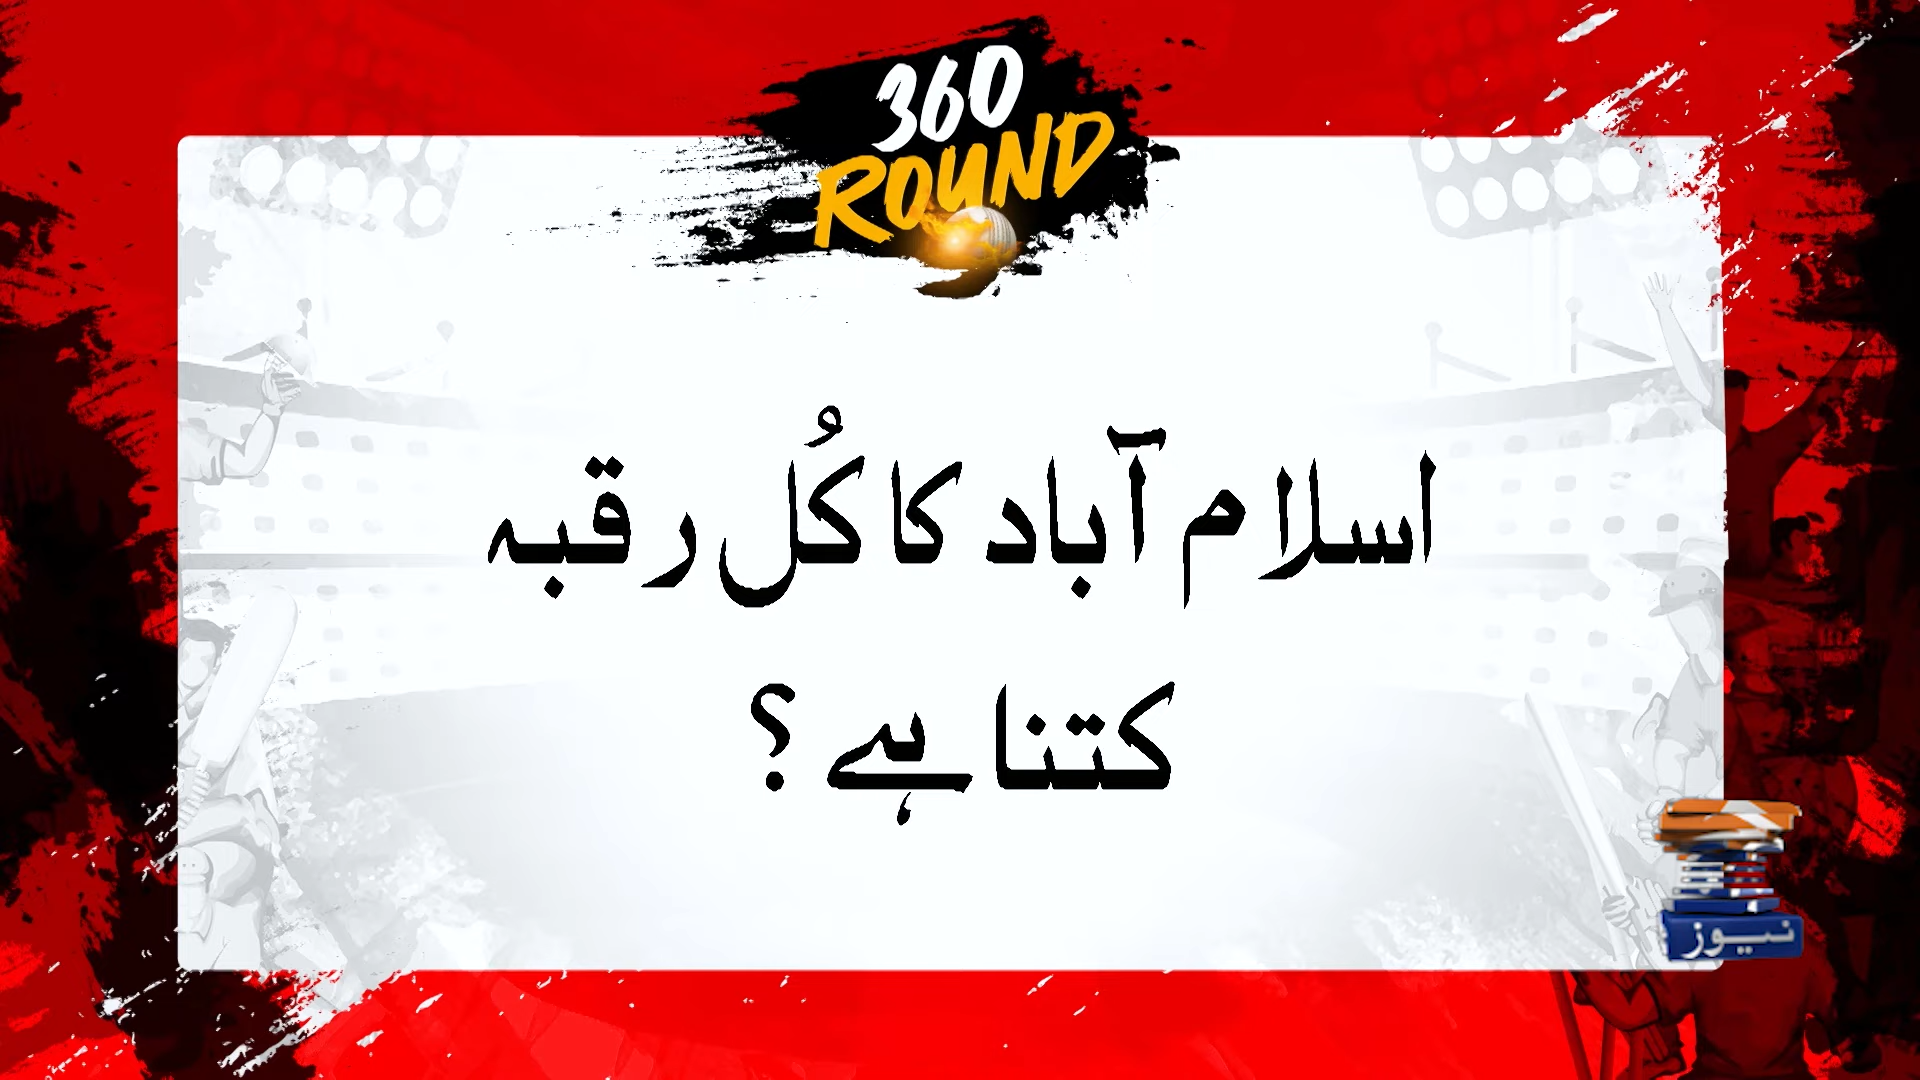 360
ROUND
اسلام آباد کا کُل رقبہ
کتنا ہے ؟
نیوز